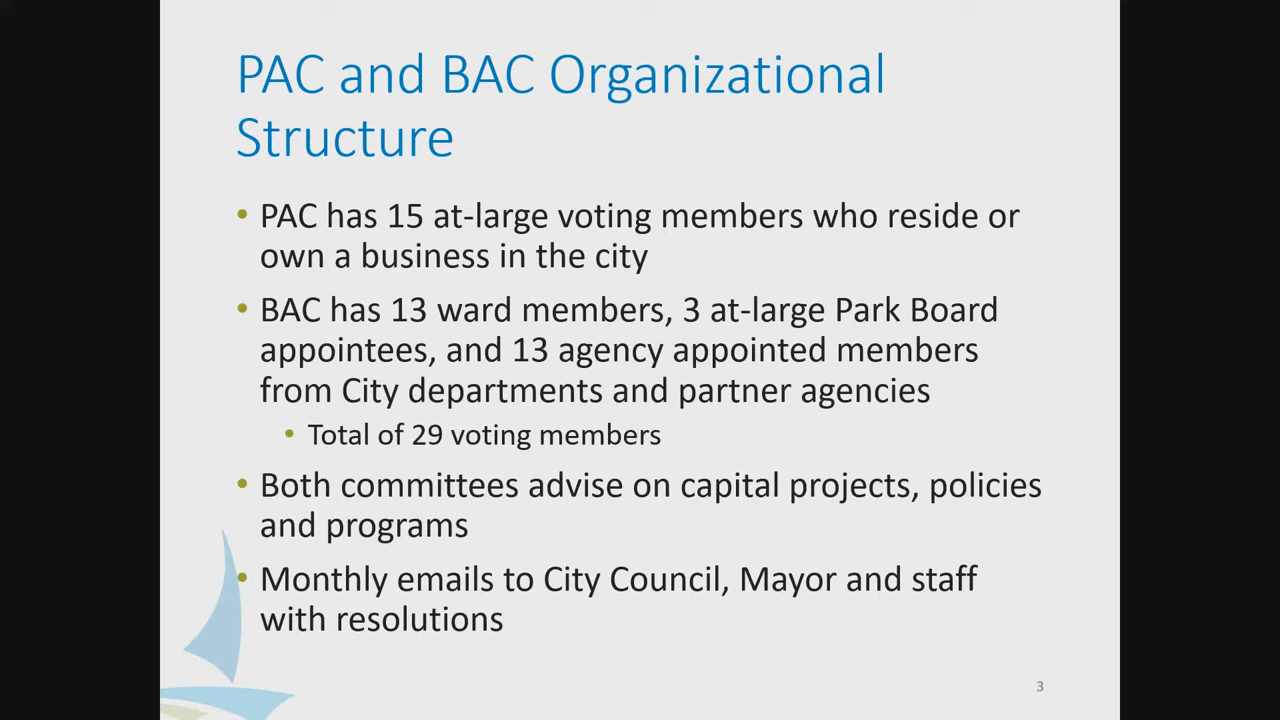 PAC and BAC Organizational
Structure
• PAC has 15 at-large voting members who reside or
own a business in the city
• BAC has 13 ward members, 3 at-large Park Board
appointees, and 13 agency appointed members
from City departments and partner agencies
• Total of 29 voting members
• Both committees advise on capital projects, policies
and programs
• Monthly emails to City Council, Mayor and staff
with resolutions
3